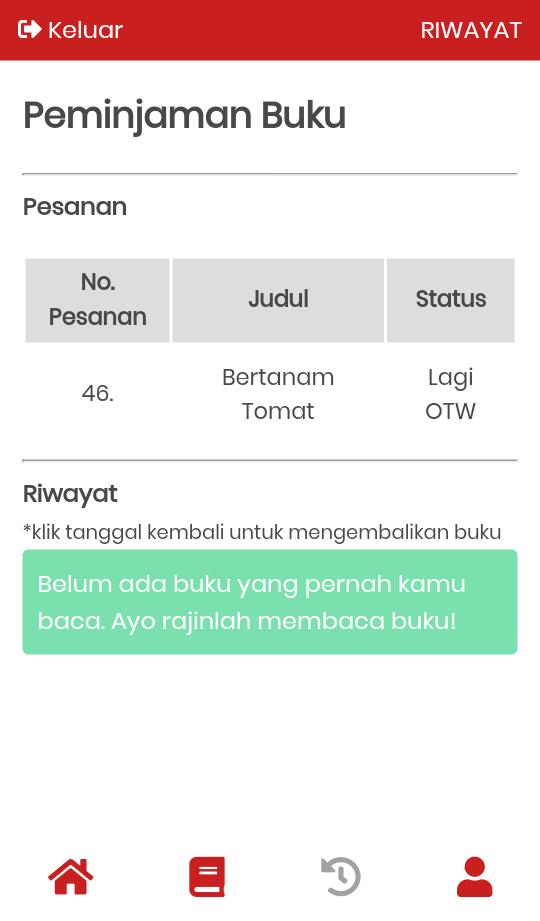 Keluar
RIWAYAT
Peminjaman Buku
Pesanan
No.
Pesanan
Judul
Status
46.
Bertanam
Tomat
Lagi
OTW
Riwayat
*klik tanggal kembali untuk mengembalikan buku
Belum ada buku yang pernah kamu
baca. Ayo rajinlah membaca buku!